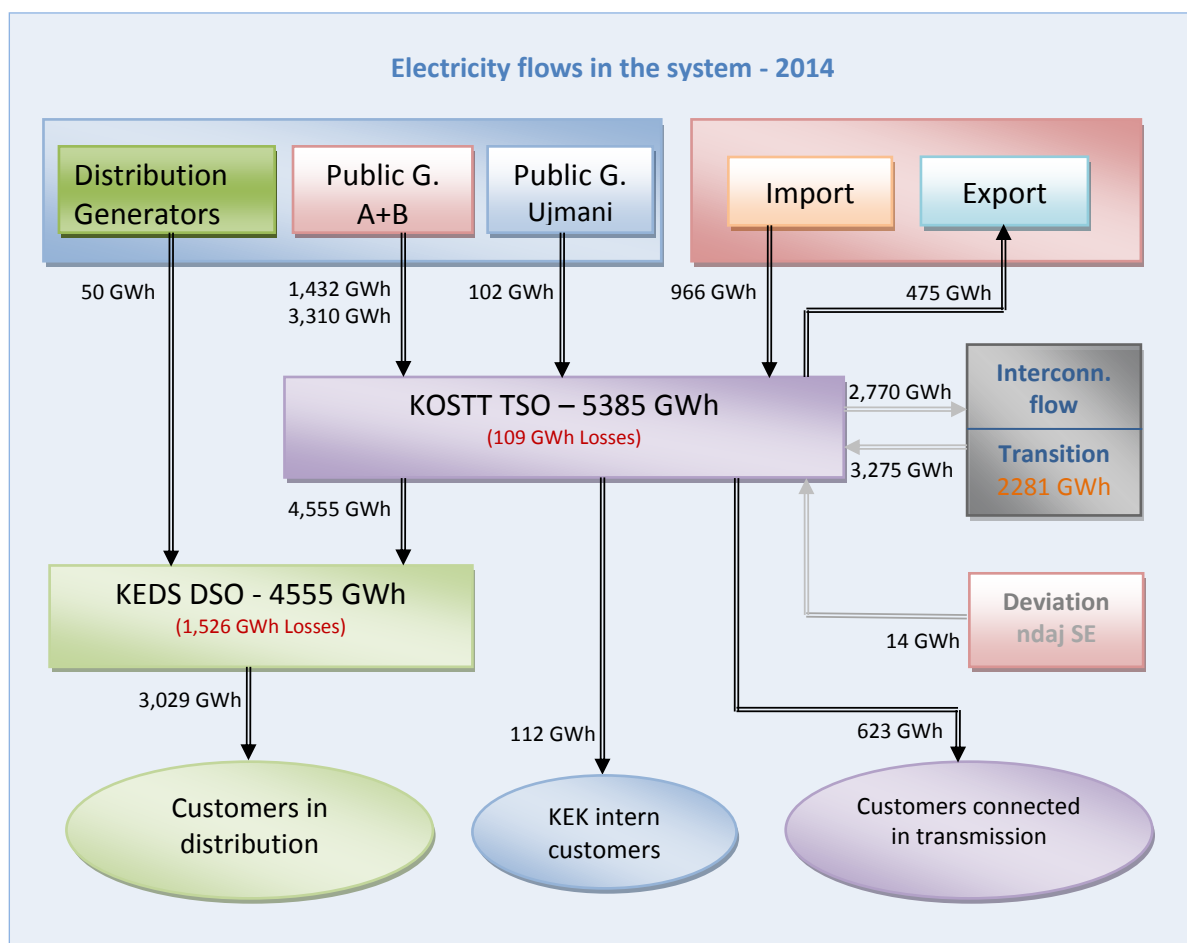 Electricity flows in the system - 2014
Distribution
Generators
Public G.
A+B
Public G.
Ujmani
Import
Export
50 GWh
1,432 GWh
3,310 GWh
102 GWh
966 GWh
475 GWh
KOSTT TSO – 5385 GWh
(109 GWh Losses)
2,770 GWh
3,275 GWh
Interconn.
flow
Transition
2281 GWh
4,555 GWh
KEDS DSO - 4555 GWh
(1,526 GWh Losses)
Deviation
ndaj SE
14 GWh
3,029 GWh
112 GWh
623 GWh
Customers in
distribution
KEK intern
customers
Customers connected
in transmission